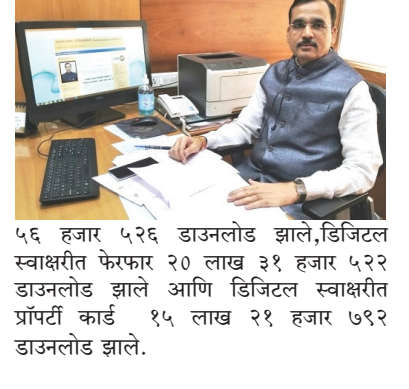 ५६ हजार ५२६ डाउनलोड झाले,डिजिटल
स्वाक्षरीत फेरफार २० लाख ३१ हजार ५२२
डाउनलोड झाले आणि डिजिटल स्वाक्षरीत
प्रॉपर्टी कार्ड १५ लाख २१ हजार ७९२
डाउनलोड झाले.